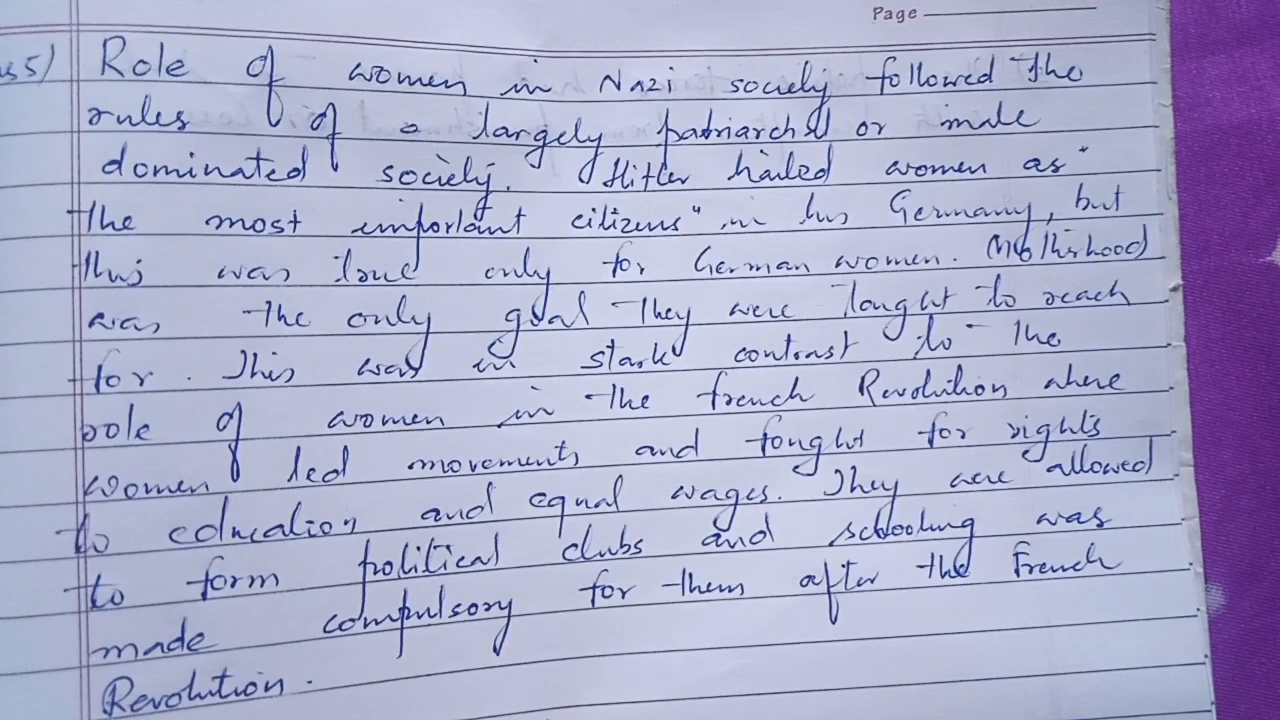 Page
s 5) Role of women in Nazi society followed the
rules of a largely patriarchal or male
dominated society. Hitler hailed women as "
the most important citizens" in his Germany, but
this was true only for German women. Motherhood
was the only goal they were taught to reach
for. This was in stark contrast to the
role of women in the french Revolution where
women led movements and fought for rights
to education and equal wages. They were allowed
to form political clubs and schooling was
made compulsory for them after the French
Revolution.